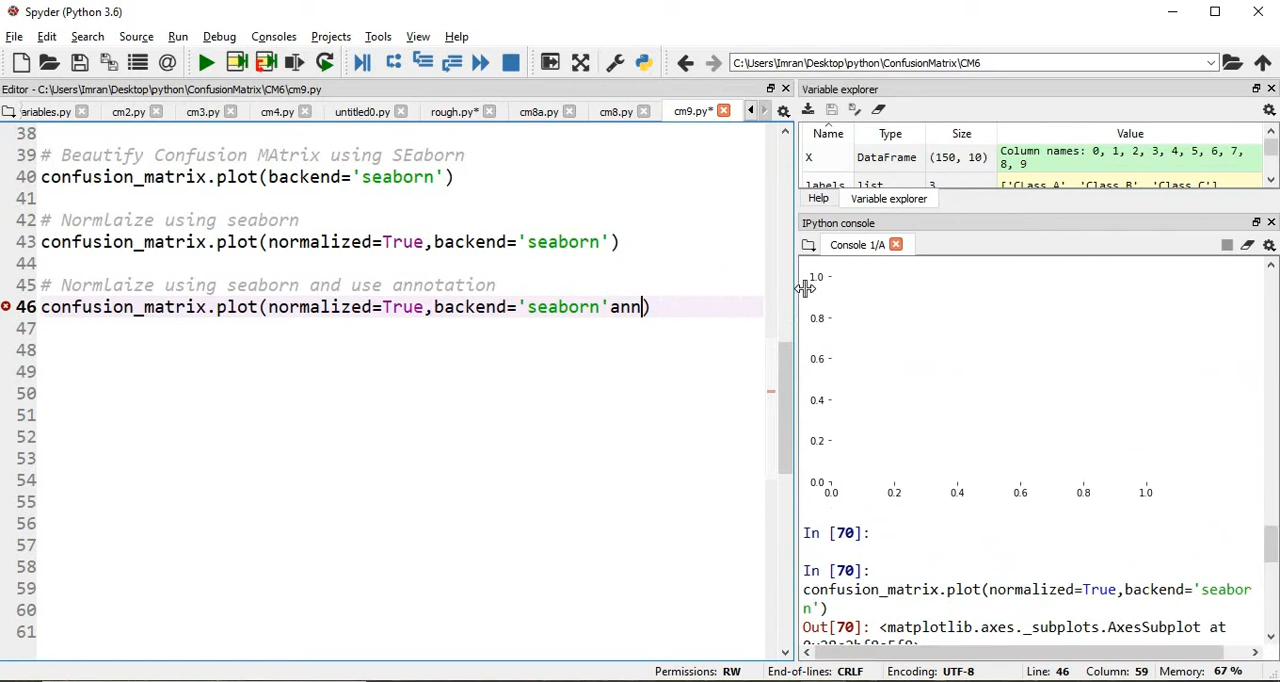 Spyder (Python 3.6)
File Edit Search Source Run Debug Consoles Projects Tools View Help
C:\Users\Imran\Desktop\python\ConfusionMatrix\CM6
Editor - C:\Users\Imran\Desktop\python\ConfusionMatrix\CM6\cm9.py
ariables.py cm2.py cm3.py cm4.py untitled0.py rough.py* cm8a.py cm8.py cm9.py*
38
39 # Beautify Confusion MAtrix using SEaborn
40 confusion_matrix.plot(backend='seaborn')
41
42 # Normlaize using seaborn
43 confusion_matrix.plot(normalized=True,backend='seaborn')
44
45 # Normlaize using seaborn and use annotation
46 confusion_matrix.plot(normalized=True,backend='seaborn'ann)
47
48
49
50
51
52
53
54
55
56
57
58
59
60
61
Variable explorer
Name Type Size Value
X DataFrame (150, 10) Column names: 0, 1, 2, 3, 4, 5, 6, 7,
8, 9
labels list 3 ['CLass A', 'Class B', 'Class C']
Help Variable explorer
IPython console
Console 1/A
1.0
0.8
0.6
0.4
0.2
0.0
0.0 0.2 0.4 0.6 0.8 1.0
In [70]:
In [70]:
confusion_matrix.plot(normalized=True,backend='seabor
n')
Out[70]: <matplotlib.axes._subplots.AxesSubplot at
Permissions: RW End-of-lines: CRLF Encoding: UTF-8 Line: 46 Column: 59 Memory: 67 %